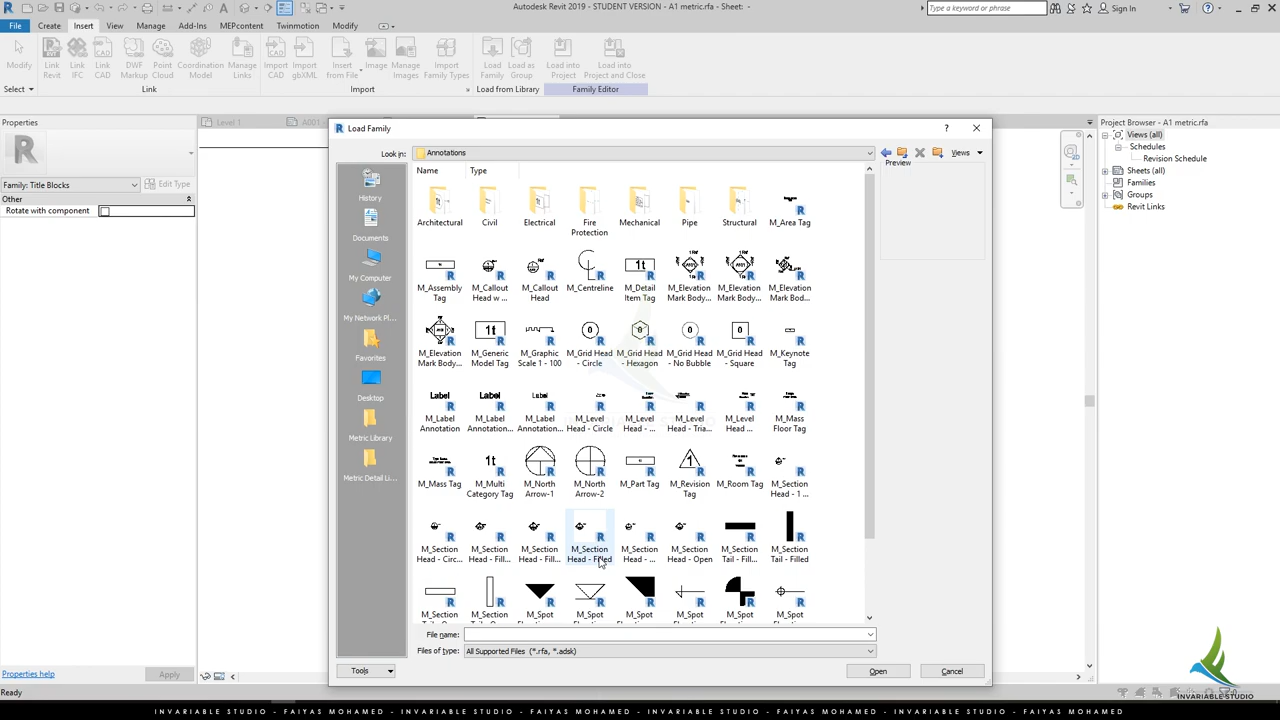 Autodesk Revit 2019 - STUDENT VERSION - A1 metric.rfa - Sheet: -
Type a keyword or phrase
Sign In
File Create Insert View Manage Add-Ins MEPcontent Twinmotion Modify
Modify
Link Revit
Link IFC
Link CAD
DWF Markup
Point Cloud
Coordination Model
Manage Links
Import CAD
Import gbXML
Insert from File
Image
Manage Images
Import Family Types
Load Family
Load as Group
Load into Project
Load into Project and Close
Select
Link
Import
Load from Library
Family Editor
Properties
Family: Title Blocks
Edit Type
Other
Rotate with component
Properties help
Apply
Ready
Level 1
A001
Load Family
Look in:
Annotations
Views
Preview
Name Type
History
Documents
My Computer
My Network Pl...
Favorites
Desktop
Metric Library
Metric Detail Li...
Architectural Civil Electrical Fire Protection Mechanical Pipe Structural M_Area Tag
M_Assembly Tag
M_Callout Head w ...
M_Callout Head
M_Centreline
M_Detail Item Tag
M_Elevation Mark Body...
M_Elevation Mark Body...
M_Elevation Mark Bod...
M_Elevation Mark Body...
M_Generic Model Tag
M_Graphic Scale 1 - 100
M_Grid Head - Circle
M_Grid Head - Hexagon
M_Grid Head - No Bubble
M_Grid Head - Square
M_Keynote Tag
M_Label Annotation
M_Label Annotation...
M_Label Annotation...
M_Level Head - Circle
M_Level Head - ...
M_Level Head - Tria...
M_Level Head ...
M_Mass Floor Tag
M_Mass Tag
M_Multi Category Tag
M_North Arrow-1
M_North Arrow-2
M_Part Tag
M_Revision Tag
M_Room Tag
M_Section Head - 1 ...
M_Section Head - Circ...
M_Section Head - Fill...
M_Section Head - Fill...
M_Section Head - Filled
M_Section Head - ...
M_Section Head - Open
M_Section Tail - Fill...
M_Section Tail - Filled
M_Section
M_Section
M_Spot
M_Spot
M_Spot
M_Spot
M_Spot
M_Spot
File name:
Files of type:
All Supported Files (*.rfa, *.adsk)
Tools
Open
Cancel
Project Browser - A1 metric.rfa
Views (all)
Schedules
Revision Schedule
Sheets (all)
Families
Groups
Revit Links
INVARIABLE STUDIO
INVARIABLE STUDIO - FAIYAS MOHAMED - INVARIABLE STUDIO - FAIYAS MOHAMED - INVARIABLE STUDIO - FAIYAS MOHAMED - INVARIABLE STUDIO - FAIYAS MOHAMED